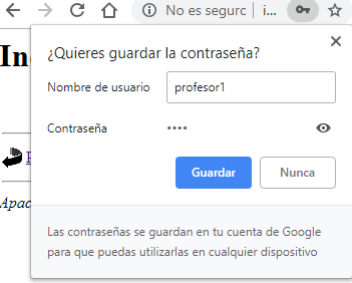 No es segurc | i...
¿Quieres guardar la contraseña?
In
Nombre de usuario profesor1
Contraseña ••••
Guardar Nunca
Apac
Las contraseñas se guardan en tu cuenta de Google
para que puedas utilizarlas en cualquier dispositivo